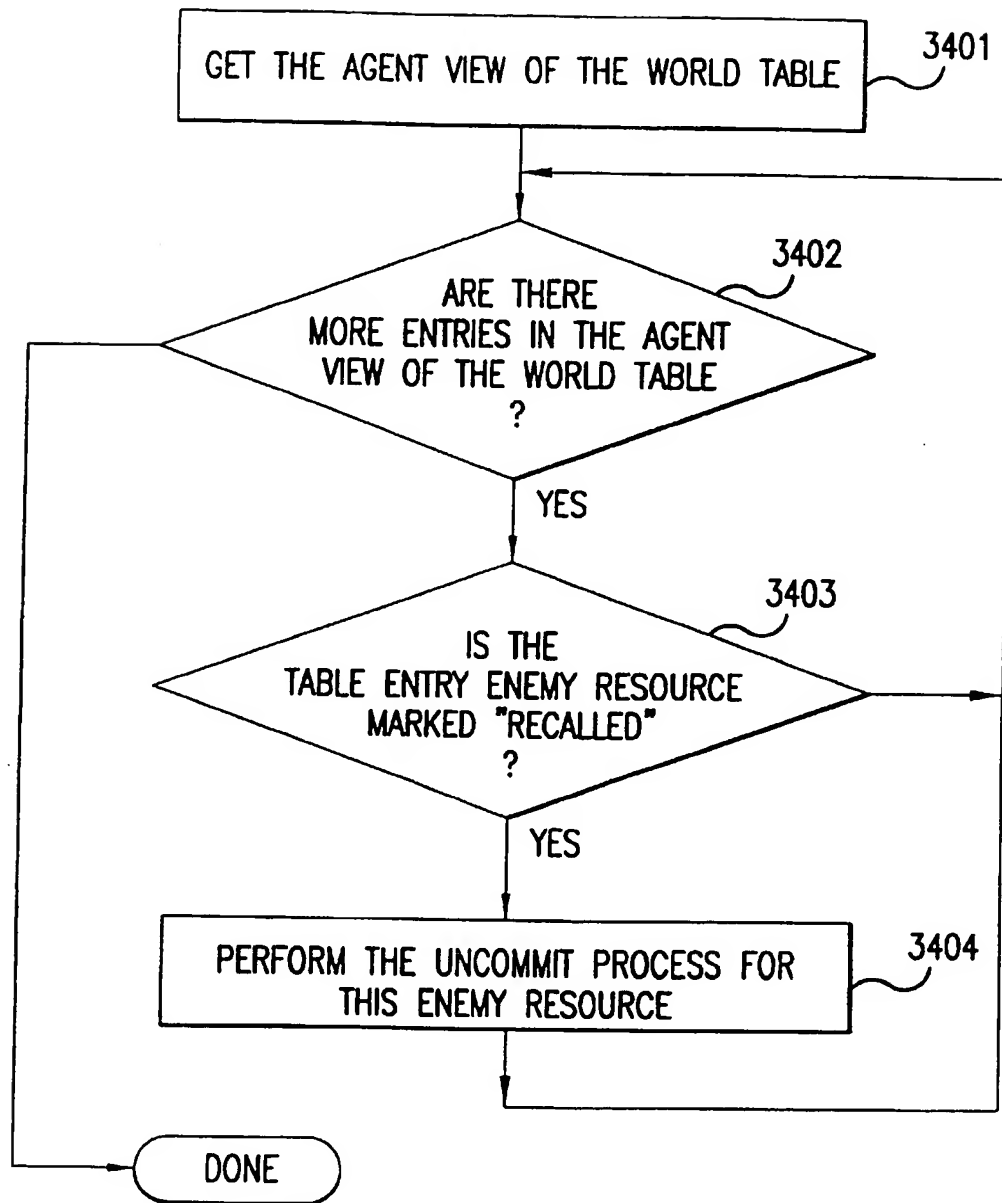 3401
GET THE AGENT VIEW OF THE WORLD TABLE
3402
ARE THERE
MORE ENTRIES IN THE AGENT
VIEW OF THE WORLD TABLE
?
YES
3403
IS THE
TABLE ENTRY ENEMY RESOURCE
MARKED "RECALLED"
?
YES
3404
PERFORM THE UNCOMMIT PROCESS FOR
THIS ENEMY RESOURCE
DONE